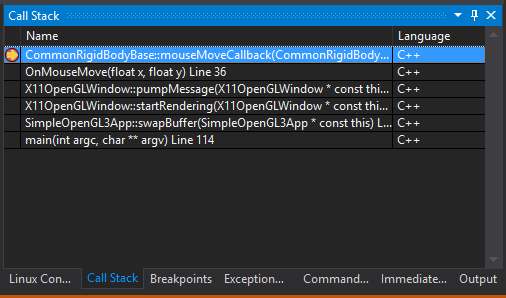 Call Stack
Name Language
CommonRigidBodyBase::mouseMoveCallback(CommonRigidBody... C++
OnMouseMove(float x, float y) Line 36 C++
X11OpenGLWindow::pumpMessage(X11OpenGLWindow * const thi... C++
X11OpenGLWindow::startRendering(X11OpenGLWindow * const this... C++
SimpleOpenGL3App::swapBuffer(SimpleOpenGL3App * const this) L... C++
main(int argc, char ** argv) Line 114 C++
Linux Con... Call Stack Breakpoints Exception... Command... Immediate... Output